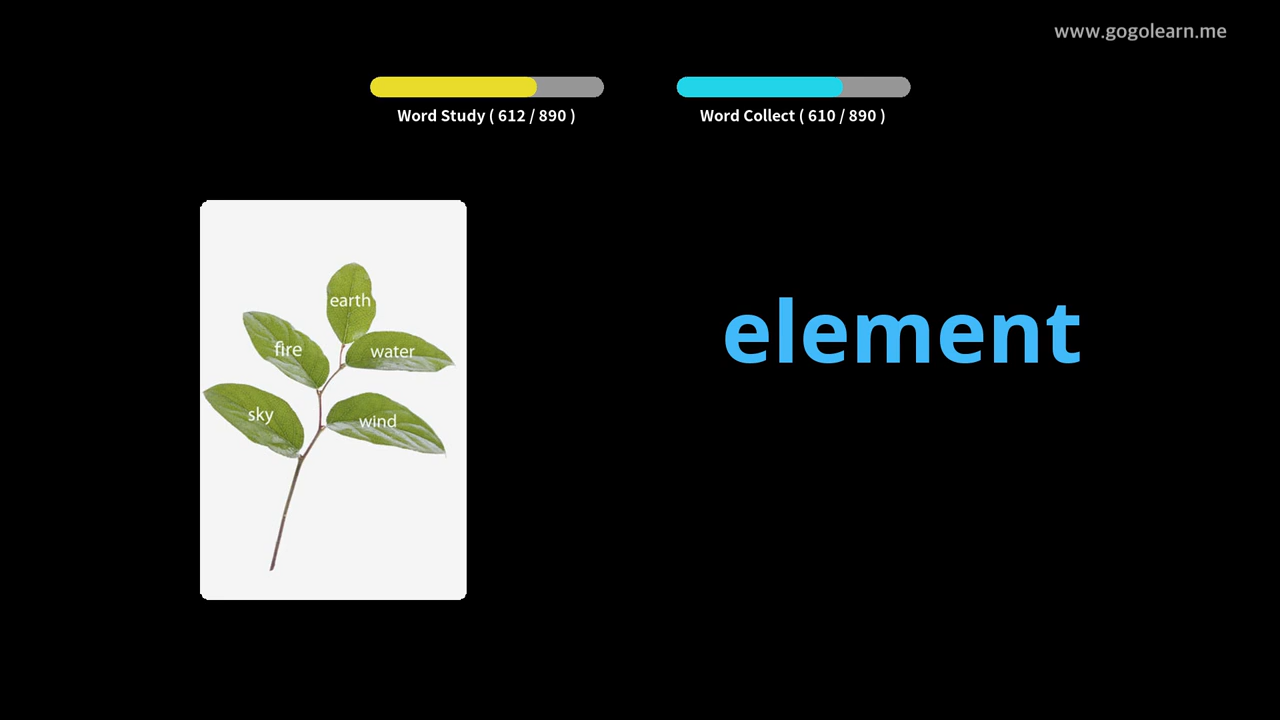 www.gogolearn.me
Word Study ( 612 / 890 )
Word Collect ( 610 / 890 )
earth
fire
water
sky
wind
element